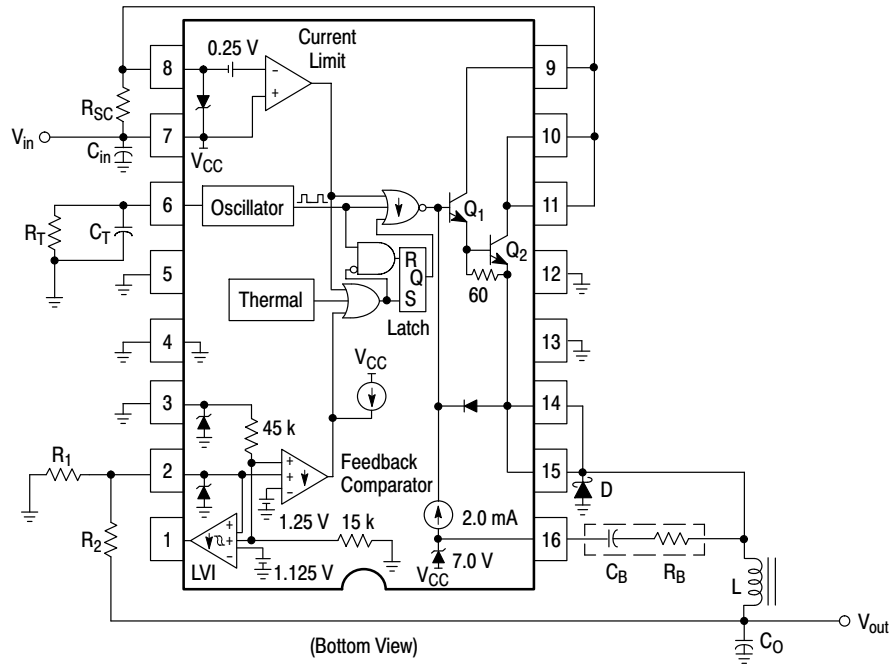 8
0.25 V
Current
Limit
–
+
9
R_SC
V_in
7
C_in
V_CC
10
6
Oscillator
Q_1
11
R_T
C_T
Q_2
5
R
Q
S
60
12
Thermal
Latch
4
V_CC
13
3
45 k
14
R_1
2
+
+
–
Feedback
Comparator
15
D
1.25 V
15 k
2.0 mA
R_2
1
+
+
–
16
LVI
1.125 V
7.0 V
V_CC
C_B
R_B
L
(Bottom View)
V_out
C_O